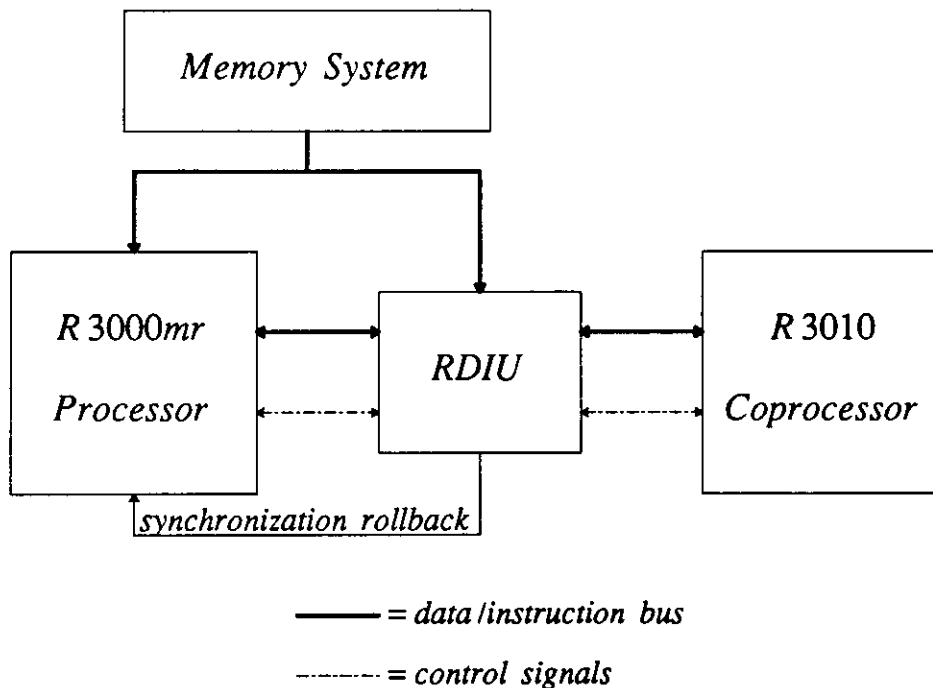 Memory System
R3000mr
Processor
RDIU
R3010
Coprocessor
synchronization rollback
= data/instruction bus
= control signals